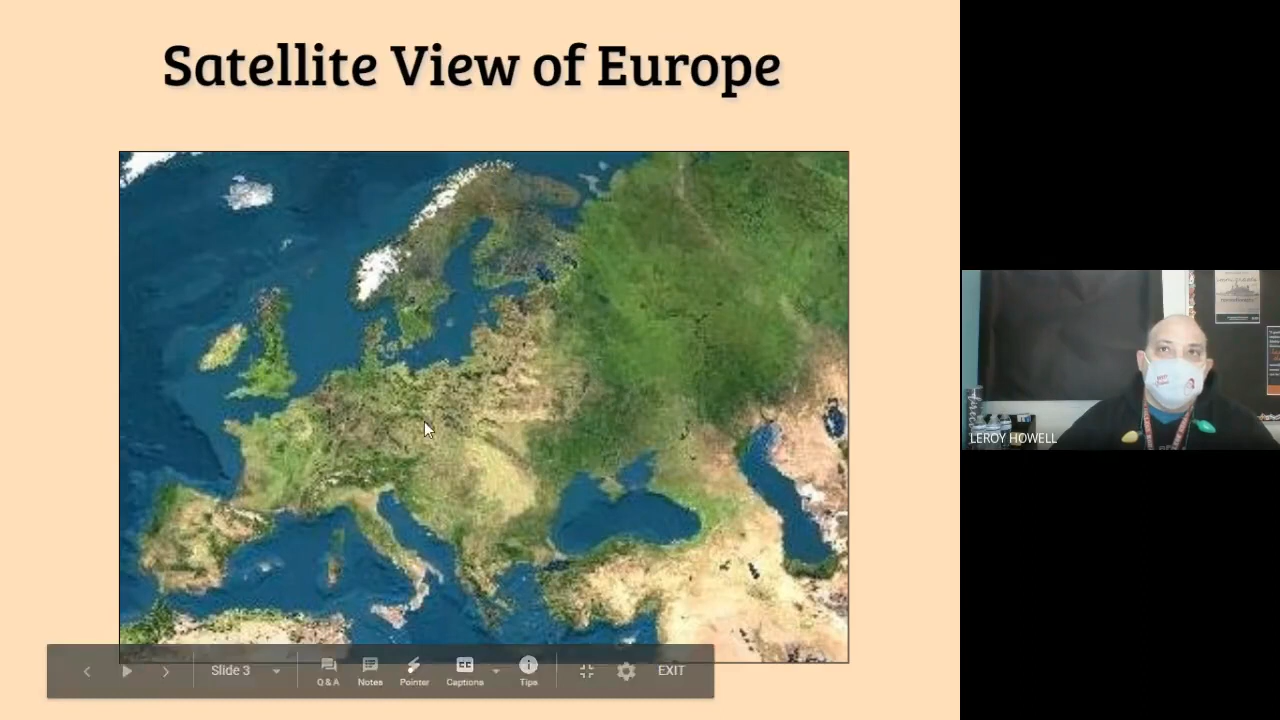 Satellite View of Europe
LEROY HOWELL
Slide 3
Q & A
Notes
Pointer
Captions
Tips
EXIT